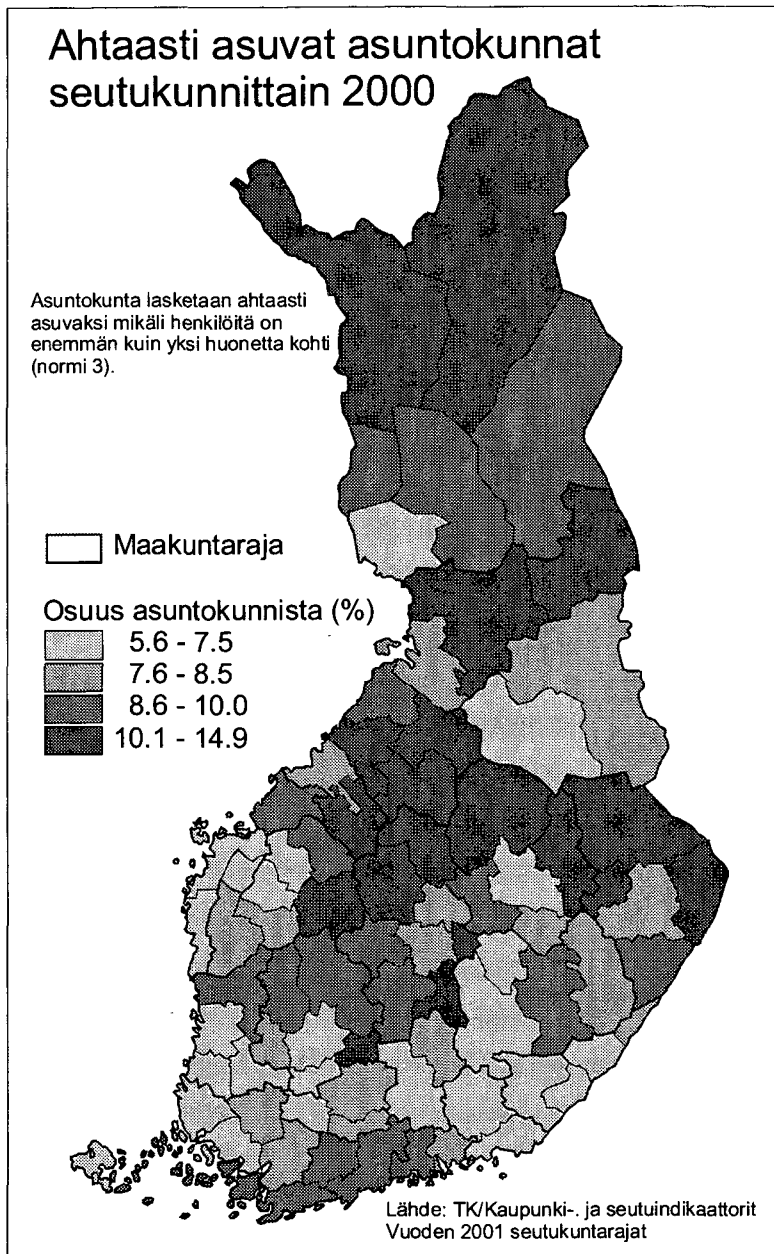 Ahtaasti asuvat asuntokunnat
seutukunnittain 2000
Asuntokunta lasketaan ahtaasti
asuvaksi mikäli henkilöitä on
enemmän kuin yksi huonetta kohti
(normi 3).
Maakuntaraja
Osuus asuntokunnista (%)
5.6 - 7.5
7.6 - 8.5
8.6 - 10.0
10.1 - 14.9
Lähde: TK/Kaupunki-. ja seutuindikaattorit
Vuoden 2001 seutukuntarajat